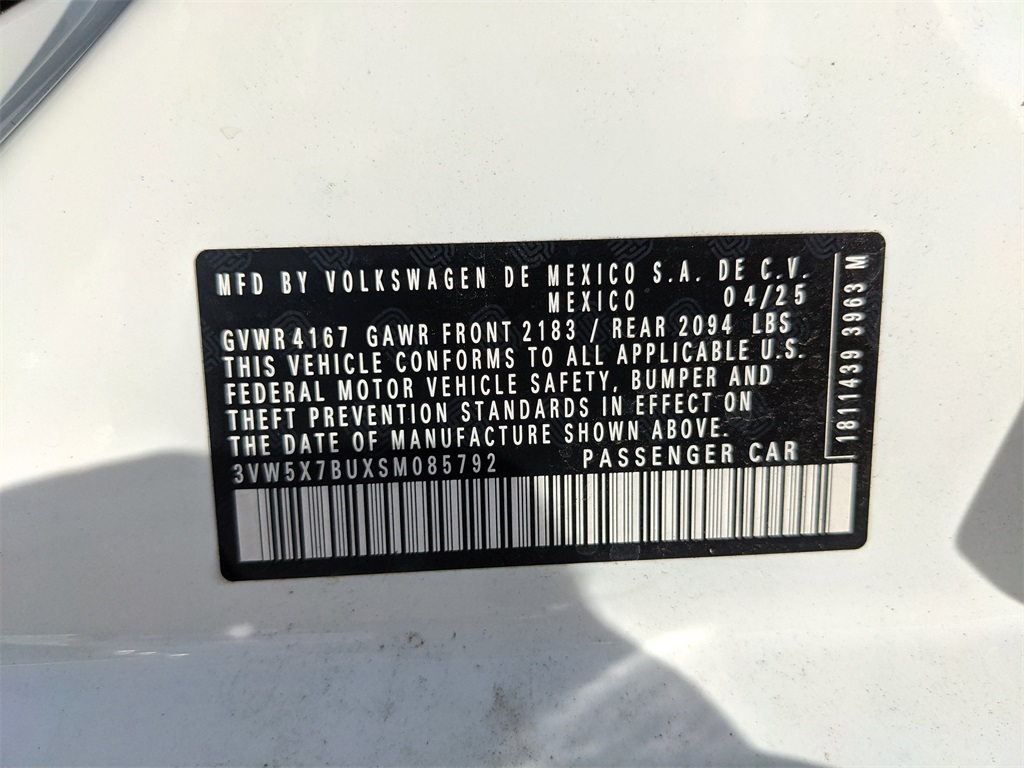 MFD BY VOLKSWAGEN DE MEXICO S.A. DE C.V.
MEXICO 04/25
GVWR 4167 GAWR FRONT 2183 / REAR 2094 LBS
THIS VEHICLE CONFORMS TO ALL APPLICABLE U.S.
FEDERAL MOTOR VEHICLE SAFETY, BUMPER AND
THEFT PREVENTION STANDARDS IN EFFECT ON
THE DATE OF MANUFACTURE SHOWN ABOVE.
3VW5X7BUXSM085792 PASSENGER CAR
1811439 3963 M